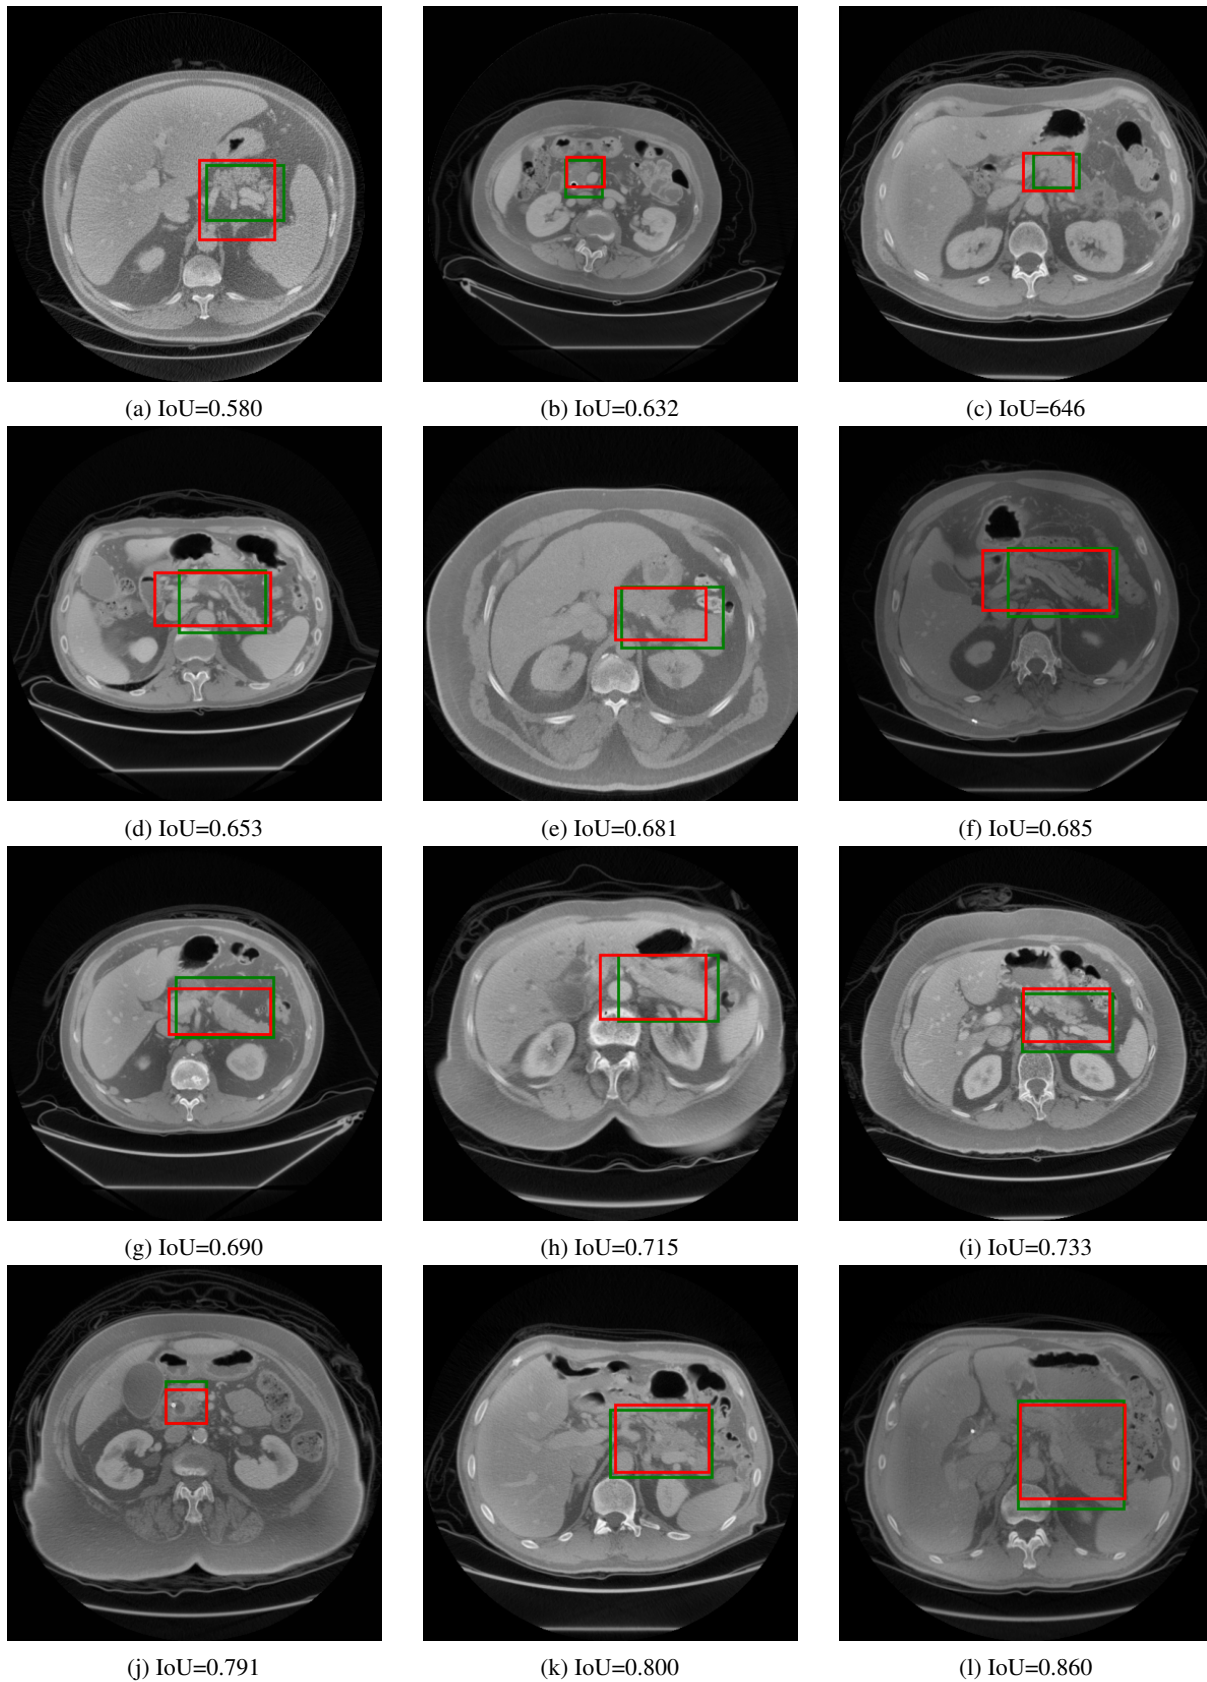 (a) IoU=0.580
(b) IoU=0.632
(c) IoU=646
(d) IoU=0.653
(e) IoU=0.681
(f) IoU=0.685
(g) IoU=0.690
(h) IoU=0.715
(i) IoU=0.733
(j) IoU=0.791
(k) IoU=0.800
(l) IoU=0.860